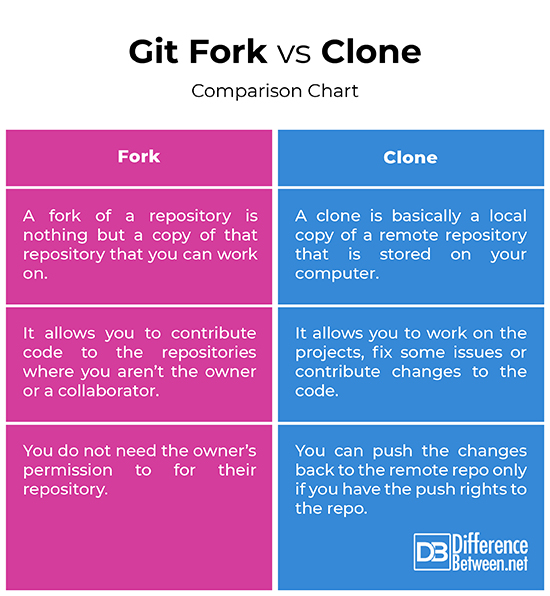 Git Fork vs Clone
Comparison Chart
Fork
Clone
A fork of a repository is
nothing but a copy of that
repository that you can work
on.
A clone is basically a local
copy of a remote repository
that is stored on your
computer.
It allows you to contribute
code to the repositories
where you aren't the owner
or a collaborator.
It allows you to work on the
projects, fix some issues or
contribute changes to the
code.
You do not need the owner's
permission to for their
repository.
You can push the changes
back to the remote repo only
if you have the push rights to
the repo.
DB Difference
Between.net